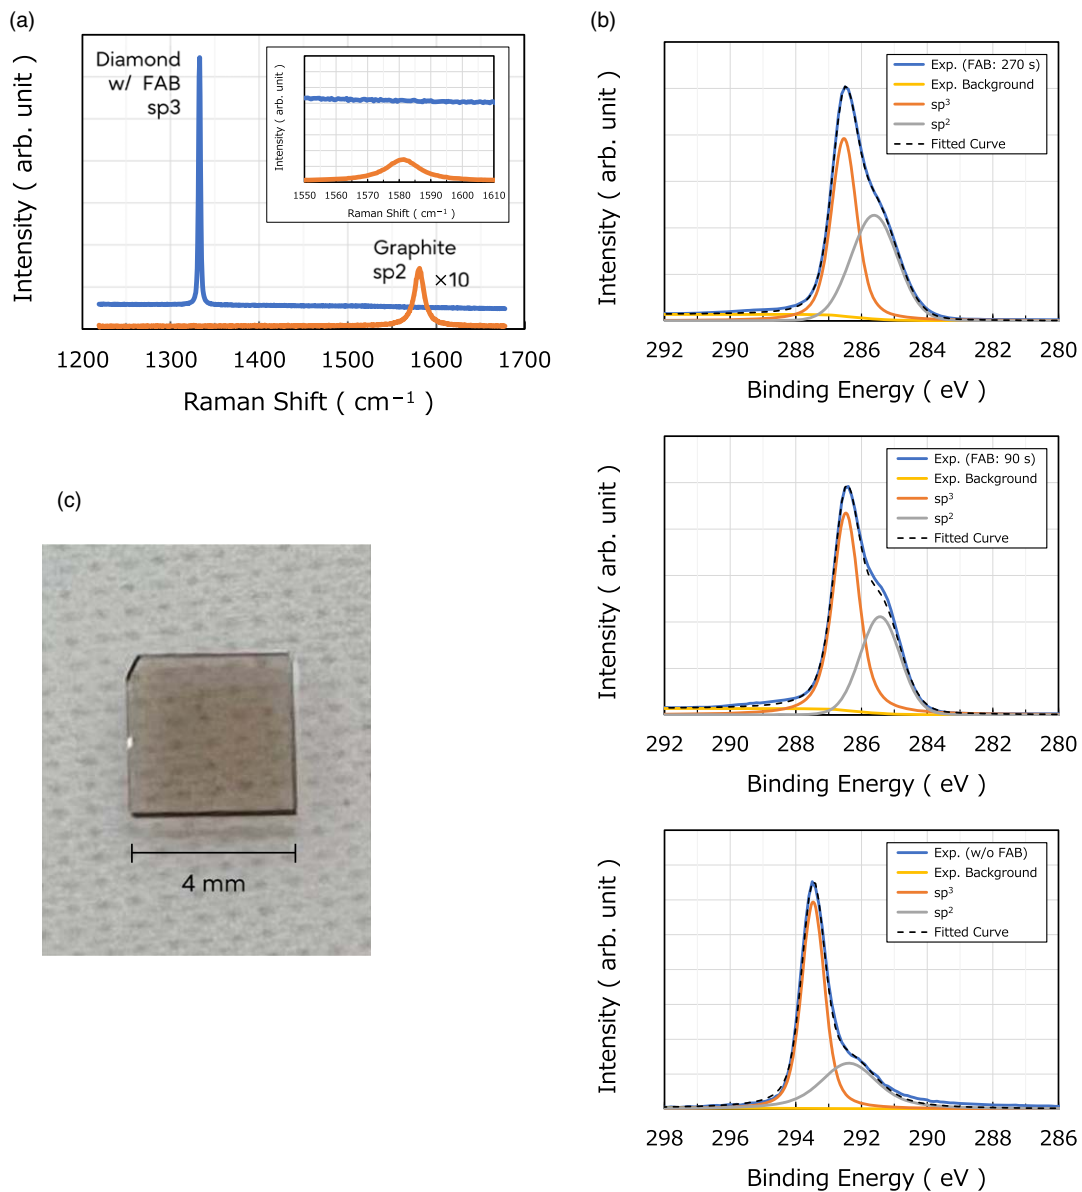 (a)
Intensity ( arb. unit )
Diamond
w/ FAB
sp3
Intensity ( arb. unit )
1550 1560 1570 1580 1590 1600 1610
Raman Shift ( cm⁻¹ )
Graphite
sp2
×10
1200 1300 1400 1500 1600 1700
Raman Shift ( cm⁻¹ )
(b)
Intensity ( arb. unit )
Exp. (FAB: 270 s)
Exp. Background
sp³
sp²
Fitted Curve
292 290 288 286 284 282 280
Binding Energy ( eV )
Intensity ( arb. unit )
Exp. (FAB: 90 s)
Exp. Background
sp³
sp²
Fitted Curve
292 290 288 286 284 282 280
Binding Energy ( eV )
Intensity ( arb. unit )
Exp. (w/o FAB)
Exp. Background
sp³
sp²
Fitted Curve
298 296 294 292 290 288 286
Binding Energy ( eV )
(c)
4 mm